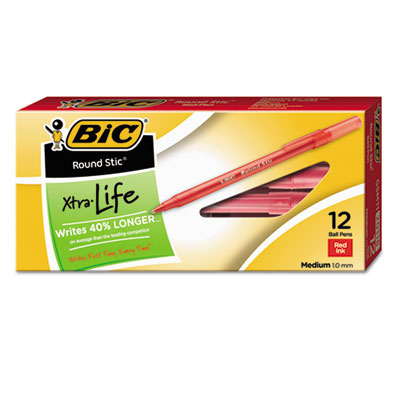 BiC
Round Stic®
Xtra-Life
Writes 40% LONGER...
on average than the leading competitor
Writes First Time, Every Time™
12
Ball Pens
Red
Ink
Medium 1.0 mm